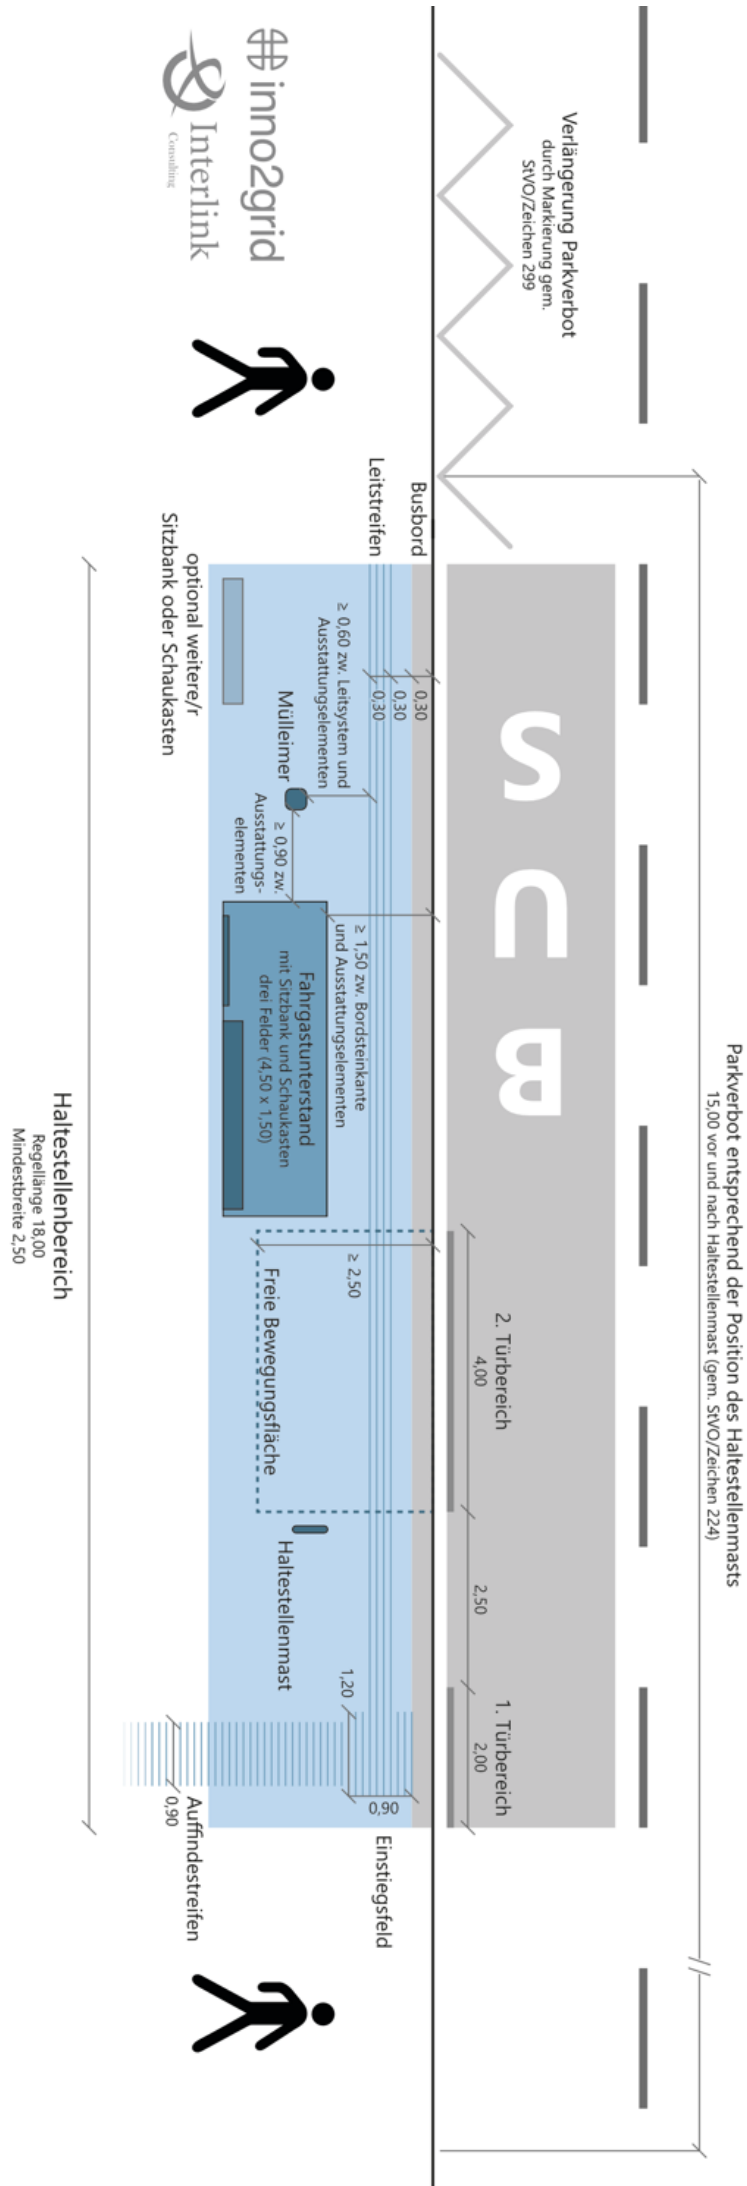 Parkverbot entsprechend der Position des Haltestellenmasts
15,00 vor und nach Haltestellenmast (gem. StVO/Zeichen 224)
Verlängerung Parkverbot
durch Markierung gem.
StVO/Zeichen 299
BUS
2. Türbereich
4,00
2,50
1. Türbereich
2,00
Busbord
Leitstreifen
0,30
0,30
0,30
≥ 0,60 zw. Leitsystem und
Ausstattungselementen
Mülleimer
≥ 0,90 zw.
Ausstattungs-
elementen
≥ 1,50 zw. Bordsteinkante
und Ausstattungselementen
Fahrgastunterstand
mit Sitzbank und Schaukasten
drei Felder (4,50 x 1,50)
≥ 2,50
Freie Bewegungsfläche
Haltestellenmast
1,20
0,90
Einstiegsfeld
0,90
Auffindestreifen
optional weitere/r
Sitzbank oder Schaukasten
Haltestellenbereich
Regellänge 18,00
Mindestbreite 2,50
inno2grid
Interlink
Consulting